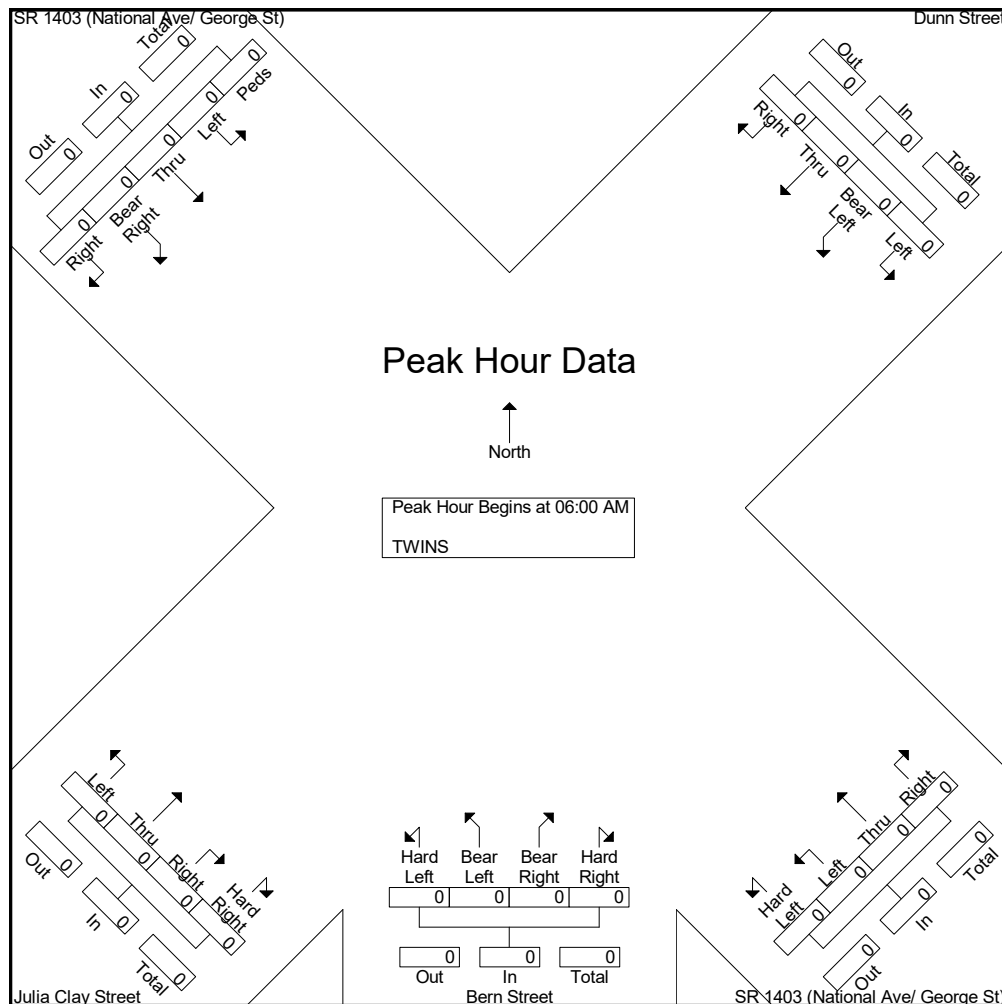 SR 1403 (National Ave/ George St)
Dunn Street
Out
0
In
0
Total
0
Right
0
Bear
Right
0
Thru
0
Left
0
Peds
0
Out
0
In
0
Total
0
Right
0
Thru
0
Bear
Left
0
Left
0
Peak Hour Data
North
Peak Hour Begins at 06:00 AM
TWINS
Left
0
Thru
0
Right
0
Hard
Right
0
Out
0
In
0
Total
0
Hard
Left
0
Bear
Left
0
Bear
Right
0
Hard
Right
0
0
Out
0
In
0
Total
Hard
Left
0
Left
0
Thru
0
Right
0
Out
0
In
0
Total
0
Julia Clay Street
Bern Street
SR 1403 (National Ave/ George St)